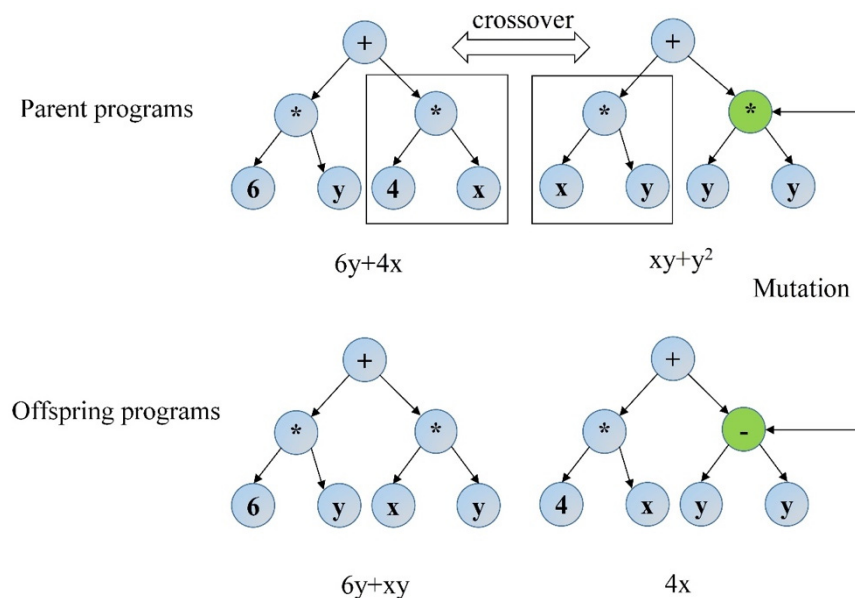 crossover
+ +
Parent programs
* * * *
6 y 4 x x y y y
6y+4x xy+y²
Mutation
+ +
Offspring programs
* * * -
6 y x y 4 x y y
6y+xy 4x